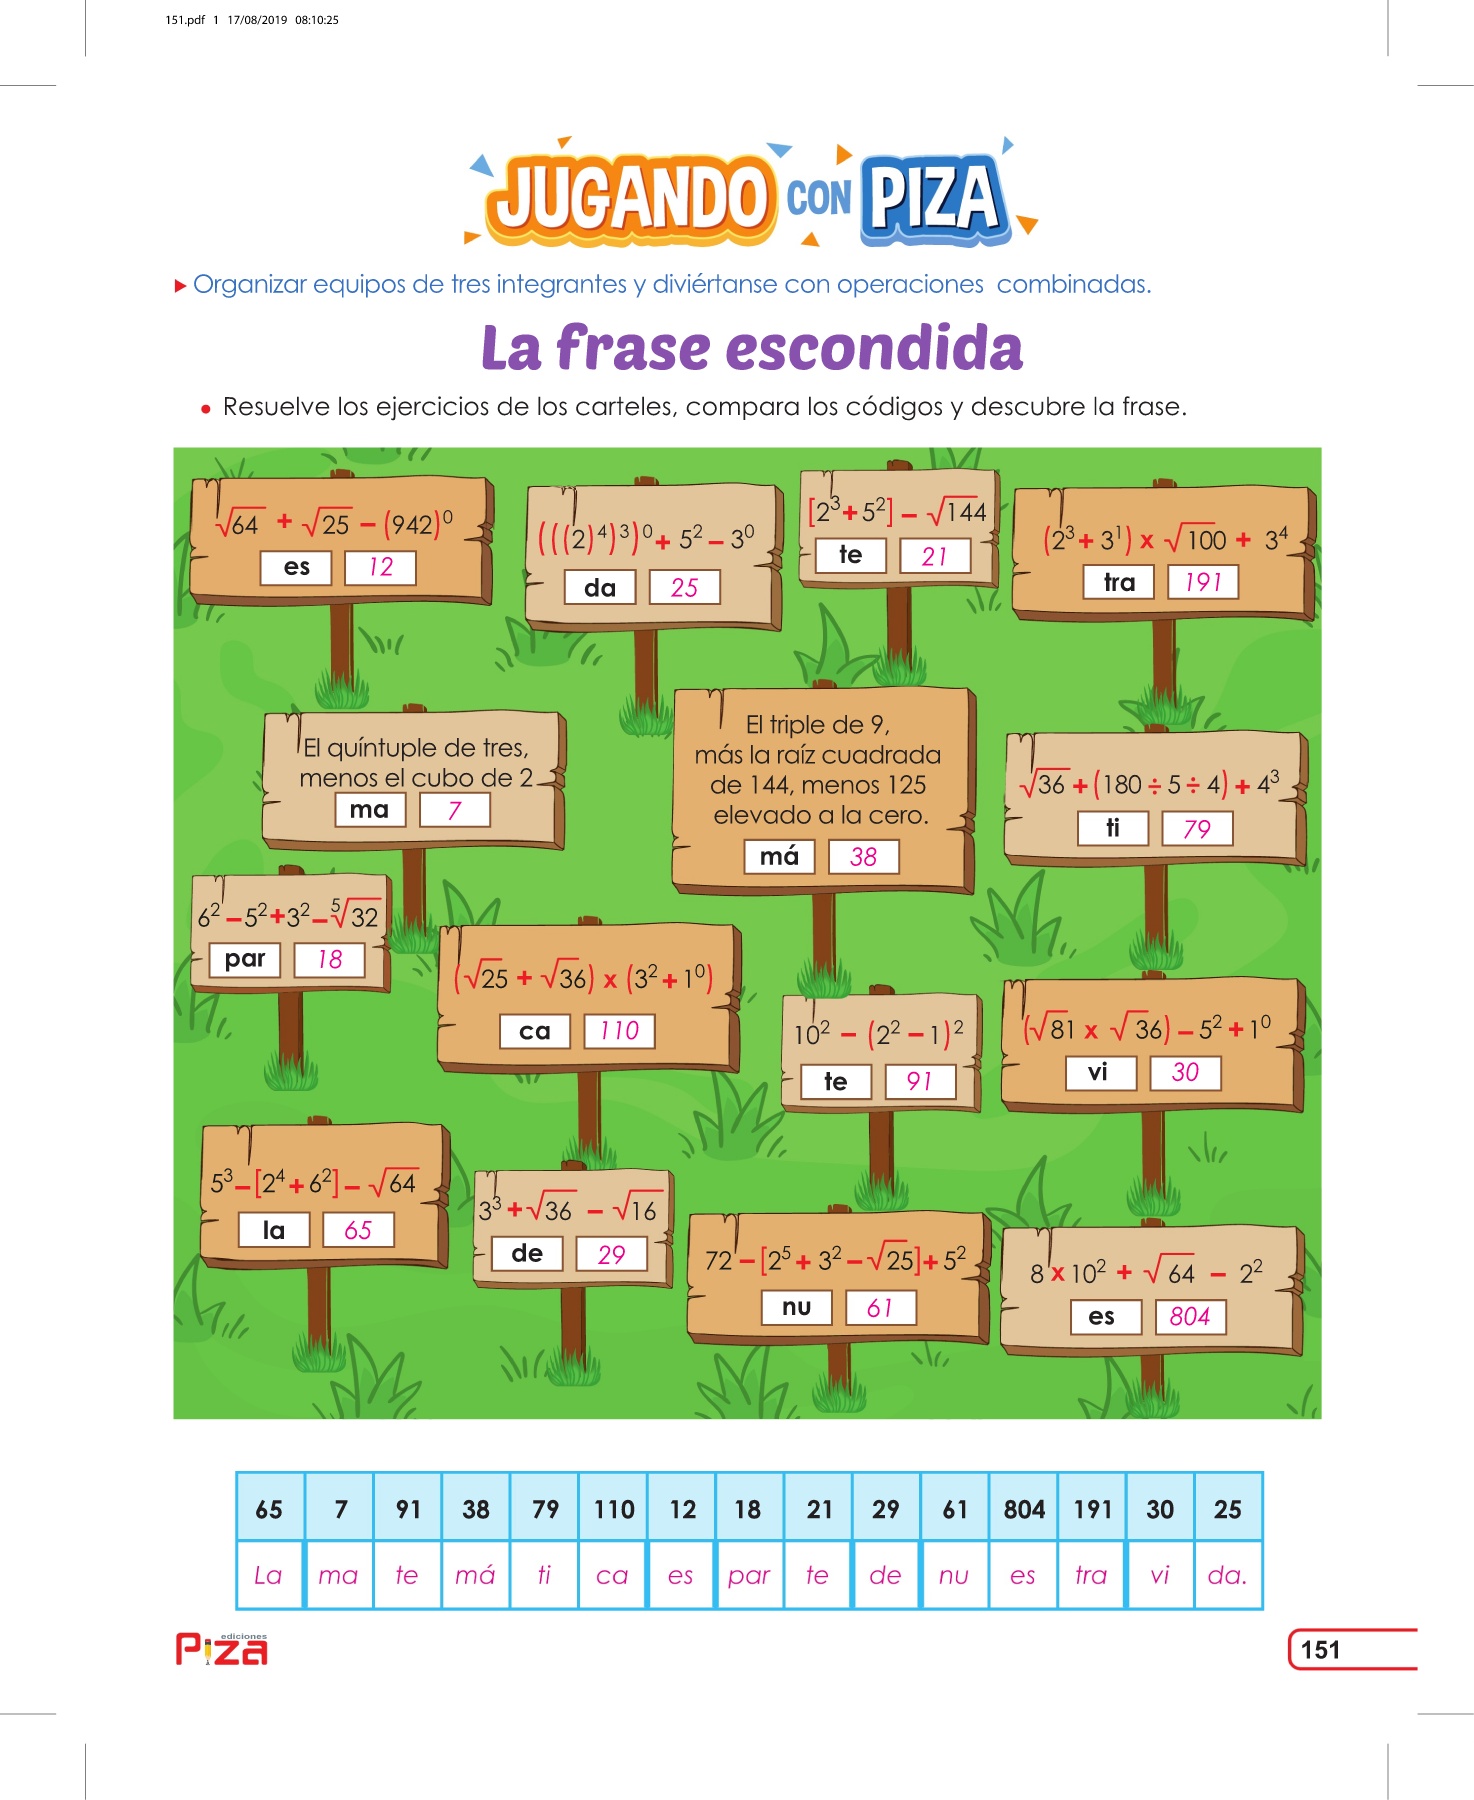 151.pdf 1 17/08/2019 08:10:25
JUGANDO CON PIZA
Organizar equipos de tres integrantes y diviértanse con operaciones combinadas.
La frase escondida
• Resuelve los ejercicios de los carteles, compara los códigos y descubre la frase.
√64 + √25 − (942)⁰
es 12
(((2)⁴)³)⁰ + 5² − 3⁰
da 25
[2³+5²] − √144
te 21
(2³+ 3¹) x √100 + 3⁴
tra 191
El quíntuple de tres,
menos el cubo de 2
ma 7
El triple de 9,
más la raíz cuadrada
de 144, menos 125
elevado a la cero.
má 38
√36 + (180 ÷ 5 ÷ 4) + 4³
ti 79
6² −5²+3²−⁵√32
par 18
(√25 + √36) x (3²+ 1⁰)
ca 110
10² − (2² − 1)²
te 91
(√81 x √36) − 5² + 1⁰
vi 30
5³−[2⁴+ 6²] − √64
la 65
3³ +√36 − √16
de 29
72 −[2⁵+ 3² −√25]+ 5²
nu 61
8 x 10² + √64 − 2²
es 804
65 7 91 38 79 110 12 18 21 29 61 804 191 30 25
La ma te má ti ca es par te de nu es tra vi da.
ediciones
Piza
151